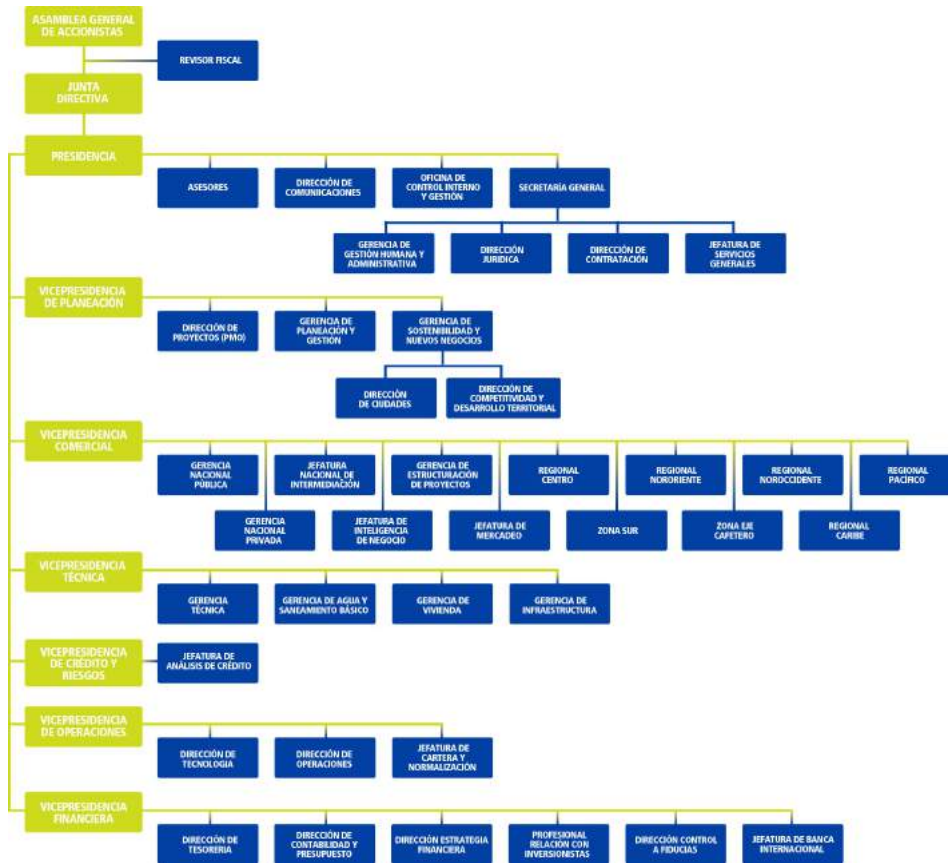 ASAMBLEA GENERAL
DE ACCIONISTAS
REVISOR FISCAL
JUNTA
DIRECTIVA
PRESIDENCIA
ASESORES
DIRECCIÓN DE
COMUNICACIONES
OFICINA DE
CONTROL INTERNO
Y GESTIÓN
SECRETARÍA GENERAL
GERENCIA DE
GESTIÓN HUMANA Y
ADMINISTRATIVA
DIRECCIÓN
JURIDICA
DIRECCIÓN DE
CONTRATACIÓN
JEFATURA DE
SERVICIOS
GENERALES
VICEPRESIDENCIA
DE PLANEACIÓN
DIRECCIÓN DE
PROYECTOS (PMO)
GERENCIA DE
PLANEACIÓN Y
GESTIÓN
GERENCIA DE
SOSTENIBILIDAD Y
NUEVOS NEGOCIOS
DIRECCIÓN
DE CIUDADES
DIRECCIÓN DE
COMPETITIVIDAD Y
DESARROLLO TERRITORIAL
VICEPRESIDENCIA
COMERCIAL
GERENCIA
NACIONAL
PÚBLICA
JEFATURA
NACIONAL DE
INTERMEDIACIÓN
GERENCIA DE
ESTRUCTURACIÓN
DE PROYECTOS
REGIONAL
CENTRO
REGIONAL
NORORIENTE
REGIONAL
NOROCCIDENTE
REGIONAL
PACÍFICO
GERENCIA
NACIONAL
PRIVADA
JEFATURA DE
INTELIGENCIA
DE NEGOCIO
JEFATURA DE
MERCADEO
ZONA SUR
ZONA EJE
CAFETERO
REGIONAL
CARIBE
VICEPRESIDENCIA
TÉCNICA
GERENCIA
TÉCNICA
GERENCIA DE AGUA Y
SANEAMIENTO BÁSICO
GERENCIA DE
VIVIENDA
GERENCIA DE
INFRAESTRUCTURA
VICEPRESIDENCIA
DE CRÉDITO Y
RIESGOS
JEFATURA DE
ANÁLISIS DE CRÉDITO
VICEPRESIDENCIA
DE OPERACIONES
DIRECCIÓN DE
TECNOLOGIA
DIRECCIÓN DE
OPERACIONES
JEFATURA DE
CARTERA Y
NORMALIZACIÓN
VICEPRESIDENCIA
FINANCIERA
DIRECCIÓN DE
TESORERIA
DIRECCIÓN DE
CONTABILIDAD Y
PRESUPUESTO
DIRECCIÓN ESTRATEGIA
FINANCIERA
PROFESIONAL
RELACIÓN CON
INVERSIONISTAS
DIRECCIÓN CONTROL
A FIDUCIAS
JEFATURA DE BANCA
INTERNACIONAL